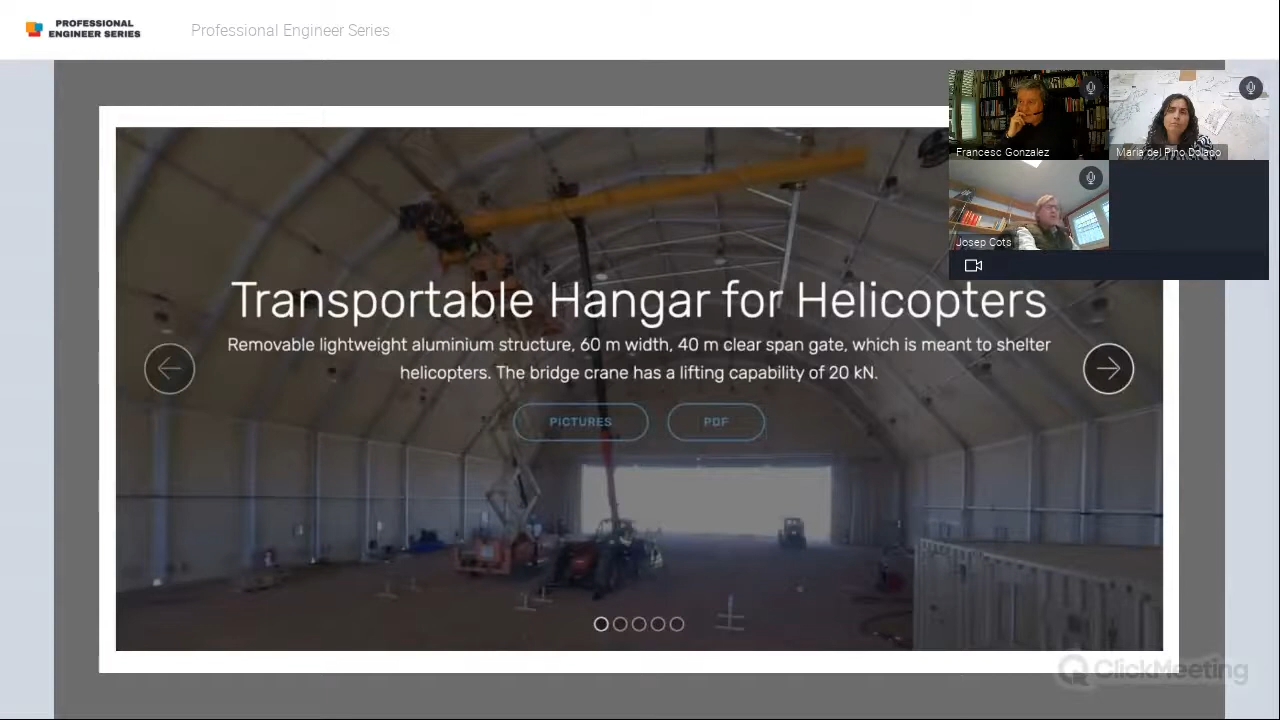 PROFESSIONAL
ENGINEER SERIES
Professional Engineer Series
Francesc Gonzalez
Maria del Pino Dolado
Josep Cots
Transportable Hangar for Helicopters
Removable lightweight aluminium structure, 60 m width, 40 m clear span gate, which is meant to shelter
helicopters. The bridge crane has a lifting capability of 20 kN.
PICTURES
PDF
ClickMeeting